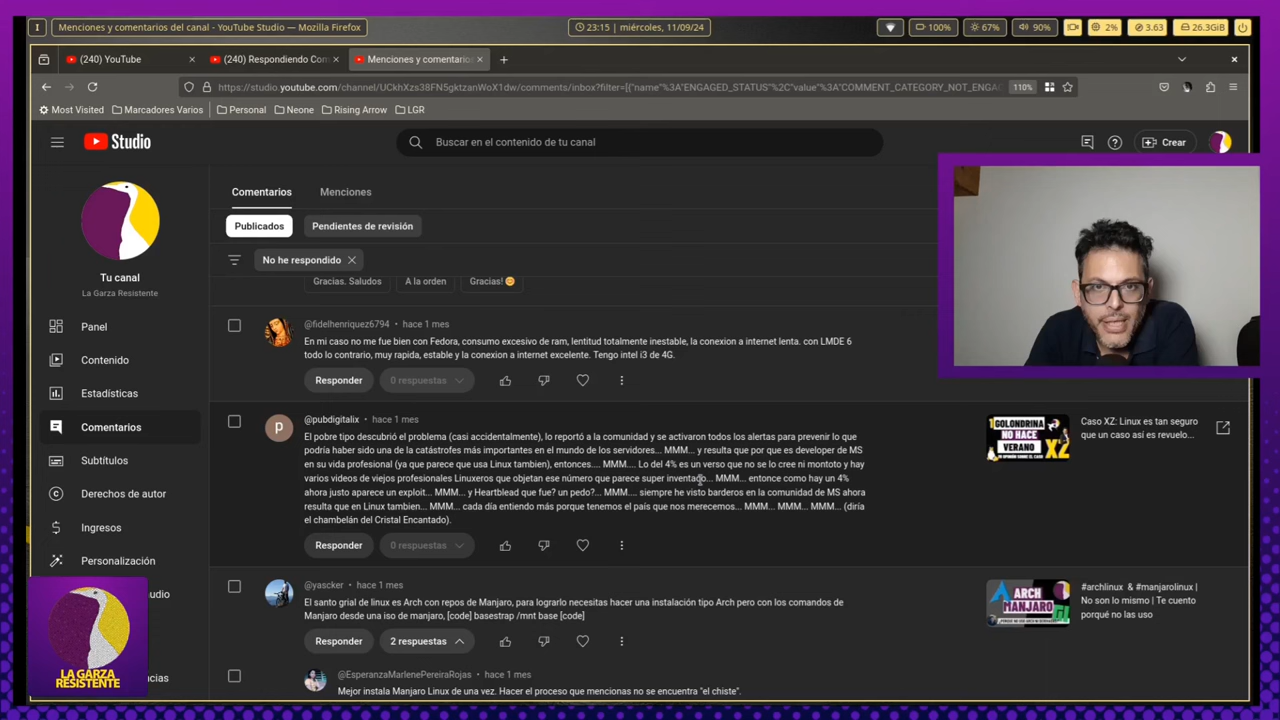 I
Menciones y comentarios del canal - YouTube Studio — Mozilla Firefox
23:15 | miércoles, 11/09/24
100%
67%
90%
2%
3.63
26.3GiB
(240) YouTube
(240) Respondiendo Com
Menciones y comentarios
https://studio.youtube.com/channel/UCkhXzs38FN5gktzanWoX1dw/comments/inbox?filter=[{"name"%3A"ENGAGED_STATUS"%2C"value"%3A"COMMENT_CATEGORY_NOT_ENGA
110%
Most Visited
Marcadores Varios
Personal
Neone
Rising Arrow
LGR
Studio
Buscar en el contenido de tu canal
Crear
Tu canal
La Garza Resistente
Panel
Contenido
Estadísticas
Comentarios
Subtítulos
Derechos de autor
Ingresos
Personalización
LA GARZA
RESISTENTE
Comentarios
Menciones
Publicados
Pendientes de revisión
No he respondido
Gracias. Saludos
A la orden
Gracias! 😊
@fidelhenriquez6794 • hace 1 mes
En mi caso no me fue bien con Fedora, consumo excesivo de ram, lentitud totalmente inestable, la conexion a internet lenta. con LMDE 6
todo lo contrario, muy rapida, estable y la conexion a internet excelente. Tengo intel i3 de 4G.
Responder
0 respuestas
p
@pubdigitalix • hace 1 mes
El pubre tipo descubrió el problema (casi accidentalmente), lo reportó a la comunidad y se activaron todos los alertas para prevenir lo que
podría haber sido una de la catástrofes más importantes en el mundo de los servidores... MMM... y resulta qué por que es developer de MS
en su vida profesional (ya que parece que usa Linux tambien), entonces.... MMM.... Lo del 4% es un verso que no se lo cree ni montoto y hay
varios videos de viejos profesionales Linuxeros que objetan ese número que parece super inventado... MMM... entonce como hay un 4%
ahora justo aparece un exploit... MMM... y Heartblead que fue? un pedo?... MMM.... siempre he visto barderos en la comunidad de MS ahora
resulta que en Linux tambien... MMM... cada día entiendo más porque tenemos el país que nos merecemos... MMM... MMM... MMM... (diría
el chambelán del Cristal Encantado).
Responder
0 respuestas
GOLONDRINA
NO HACE
VERANO
Caso XZ: Linux es tan seguro
que un caso así es revuelo...
@yascker • hace 1 mes
El santo grial de linux es Arch con repos de Manjaro, para lograrlo necesitas hacer una instalación tipo Arch pero con los comandos de
Manjaro desde una iso de manjaro, [code] basestrap /mnt base [code]
Responder
2 respuestas
ARCH
MANJARO
#archlinux & #manjarolinux |
No son lo mismo | Te cuento
porqué no las uso
@EsperanzaMarlenePereiraRojas • hace 1 mes
Mejor instala Manjaro Linux de una vez. Hacer el proceso que mencionas no se encuentra "el chiste".